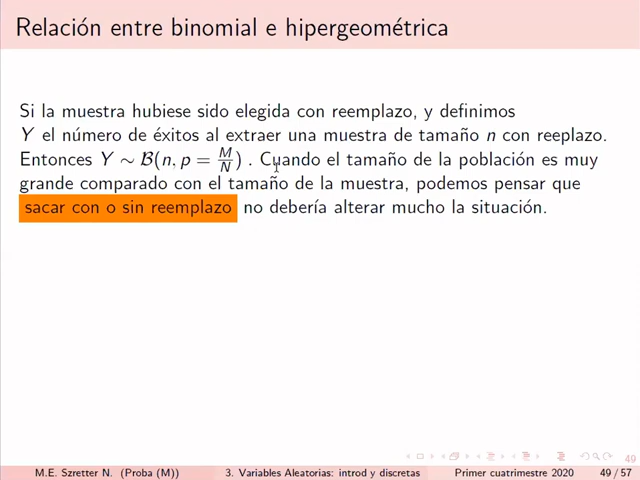 Relación entre binomial e hipergeométrica
Si la muestra hubiese sido elegida con reemplazo, y definimos
Y el número de éxitos al extraer una muestra de tamaño n con reeplazo.
Entonces Y ∼ B(n, p = M/N) . Cuando el tamaño de la población es muy
grande comparado con el tamaño de la muestra, podemos pensar que
sacar con o sin reemplazo no debería alterar mucho la situación.
49
M.E. Szretter N. (Proba (M)) 3. Variables Aleatorias: introd y discretas Primer cuatrimestre 2020 49 / 57